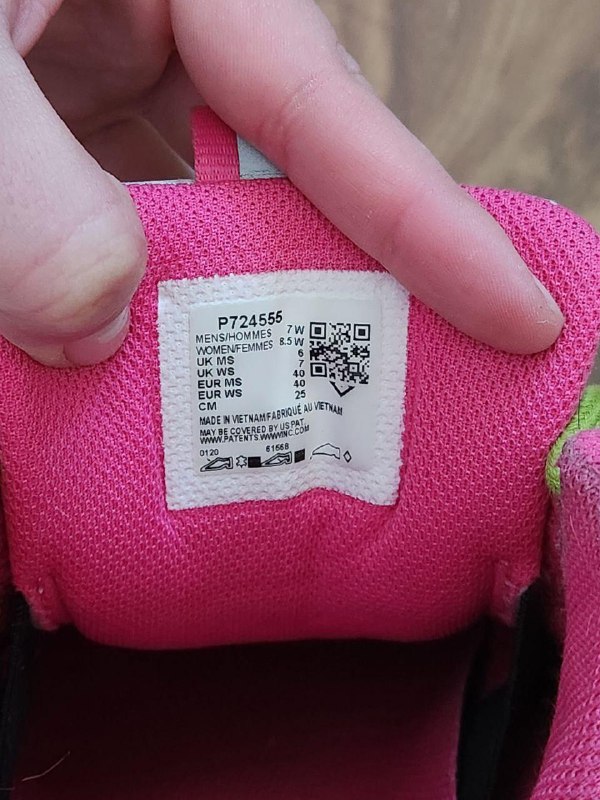 P724555
MENS/HOMMES 7 W
WOMEN/FEMMES 8.5 W
UK MS 6
UK WS 7
EUR MS 40
EUR WS 40
CM 25
MADE IN VIETNAM/FABRIQUÉ AU VIETNAM
MAY BE COVERED BY US PAT.
WWW.PATENTS.WWWINC.COM
0120 6156B